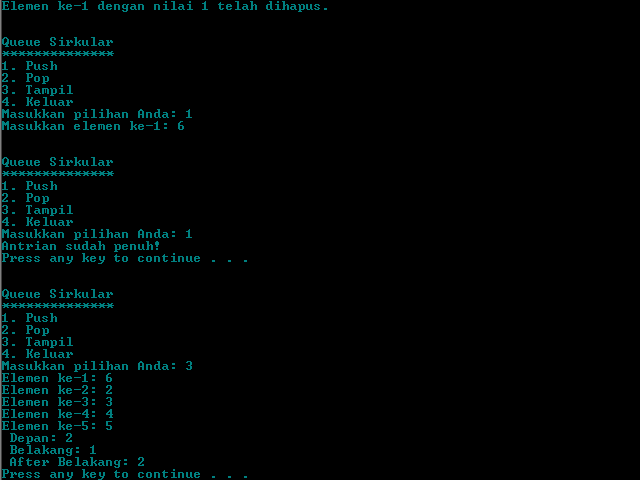 Elemen ke-1 dengan nilai 1 telah dihapus.
Queue Sirkular
**************
1. Push
2. Pop
3. Tampil
4. Keluar
Masukkan pilihan Anda: 1
Masukkan elemen ke-1: 6
Queue Sirkular
**************
1. Push
2. Pop
3. Tampil
4. Keluar
Masukkan pilihan Anda: 1
Antrian sudah penuh!
Press any key to continue . . .
Queue Sirkular
**************
1. Push
2. Pop
3. Tampil
4. Keluar
Masukkan pilihan Anda: 3
Elemen ke-1: 6
Elemen ke-2: 2
Elemen ke-3: 3
Elemen ke-4: 4
Elemen ke-5: 5
Depan: 2
Belakang: 1
After Belakang: 2
Press any key to continue . . .